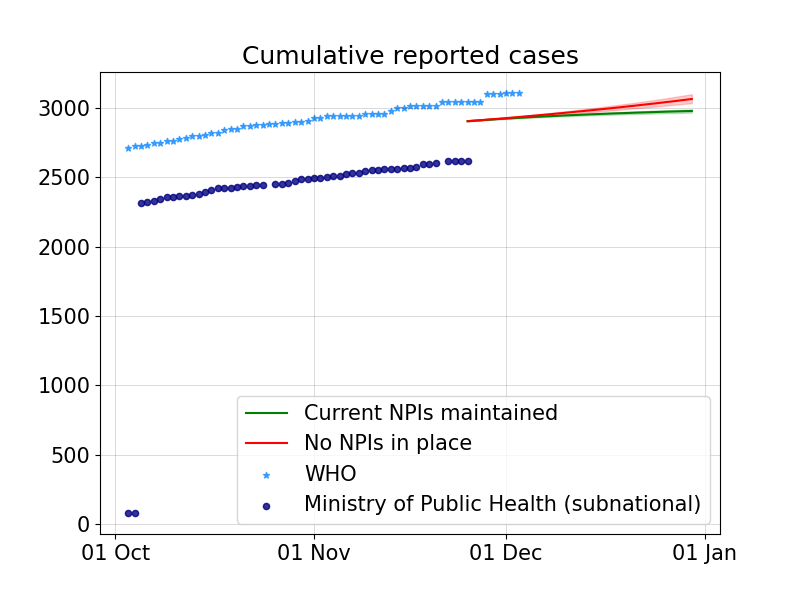 Cumulative reported cases
3000
2500
2000
1500
1000
500
0
Current NPIs maintained
No NPIs in place
WHO
Ministry of Public Health (subnational)
01 Oct
01 Nov
01 Dec
01 Jan